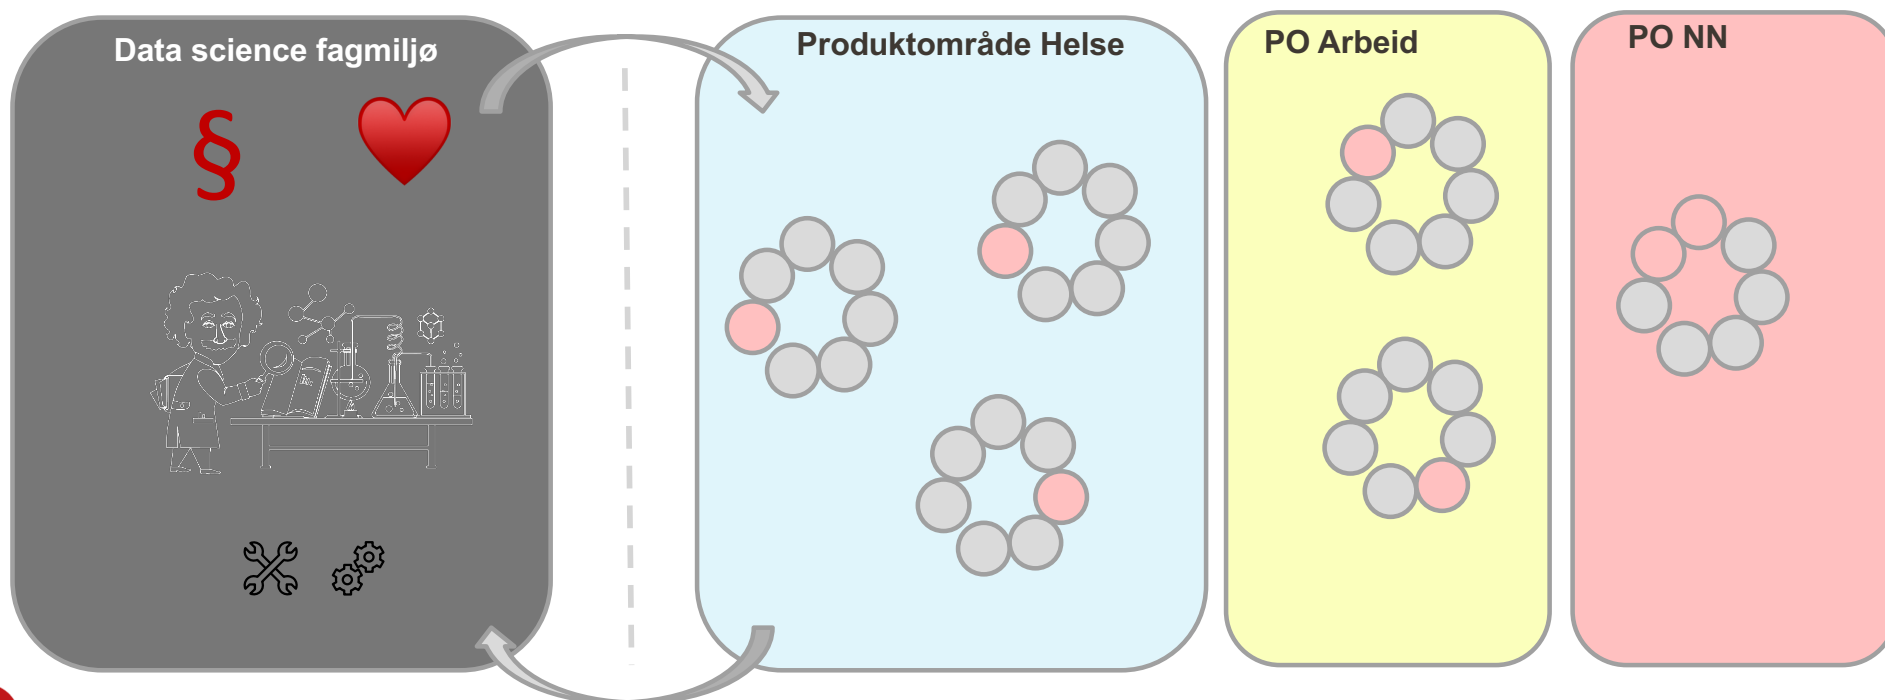 Data science fagmiljø
§
Produktområde Helse
PO Arbeid
PO NN